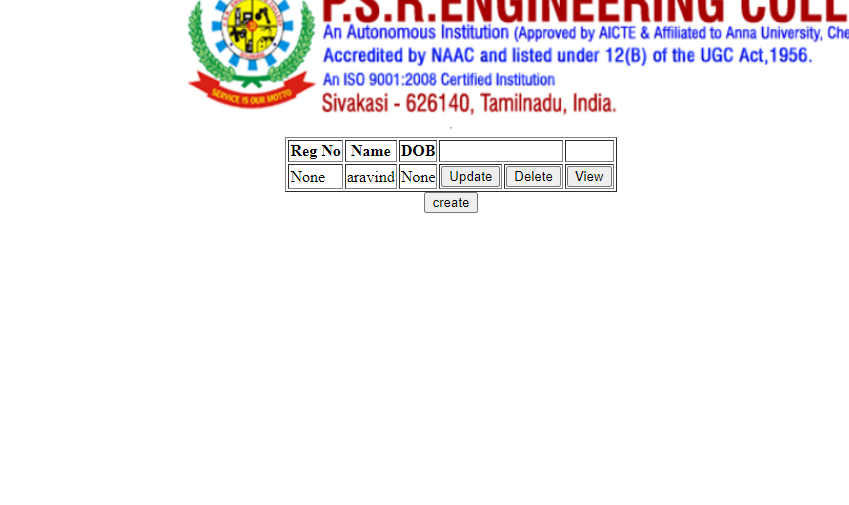 P.S.R.ENGINEERING COLL
An Autonomous Institution (Approved by AICTE & Affiliated to Anna University, Che
Accredited by NAAC and listed under 12(B) of the UGC Act,1956.
An ISO 9001:2008 Certified Institution
SERVICE IS OUR MOTTO
Sivakasi - 626140, Tamilnadu, India.
Reg No Name DOB
None aravind None Update Delete View
create